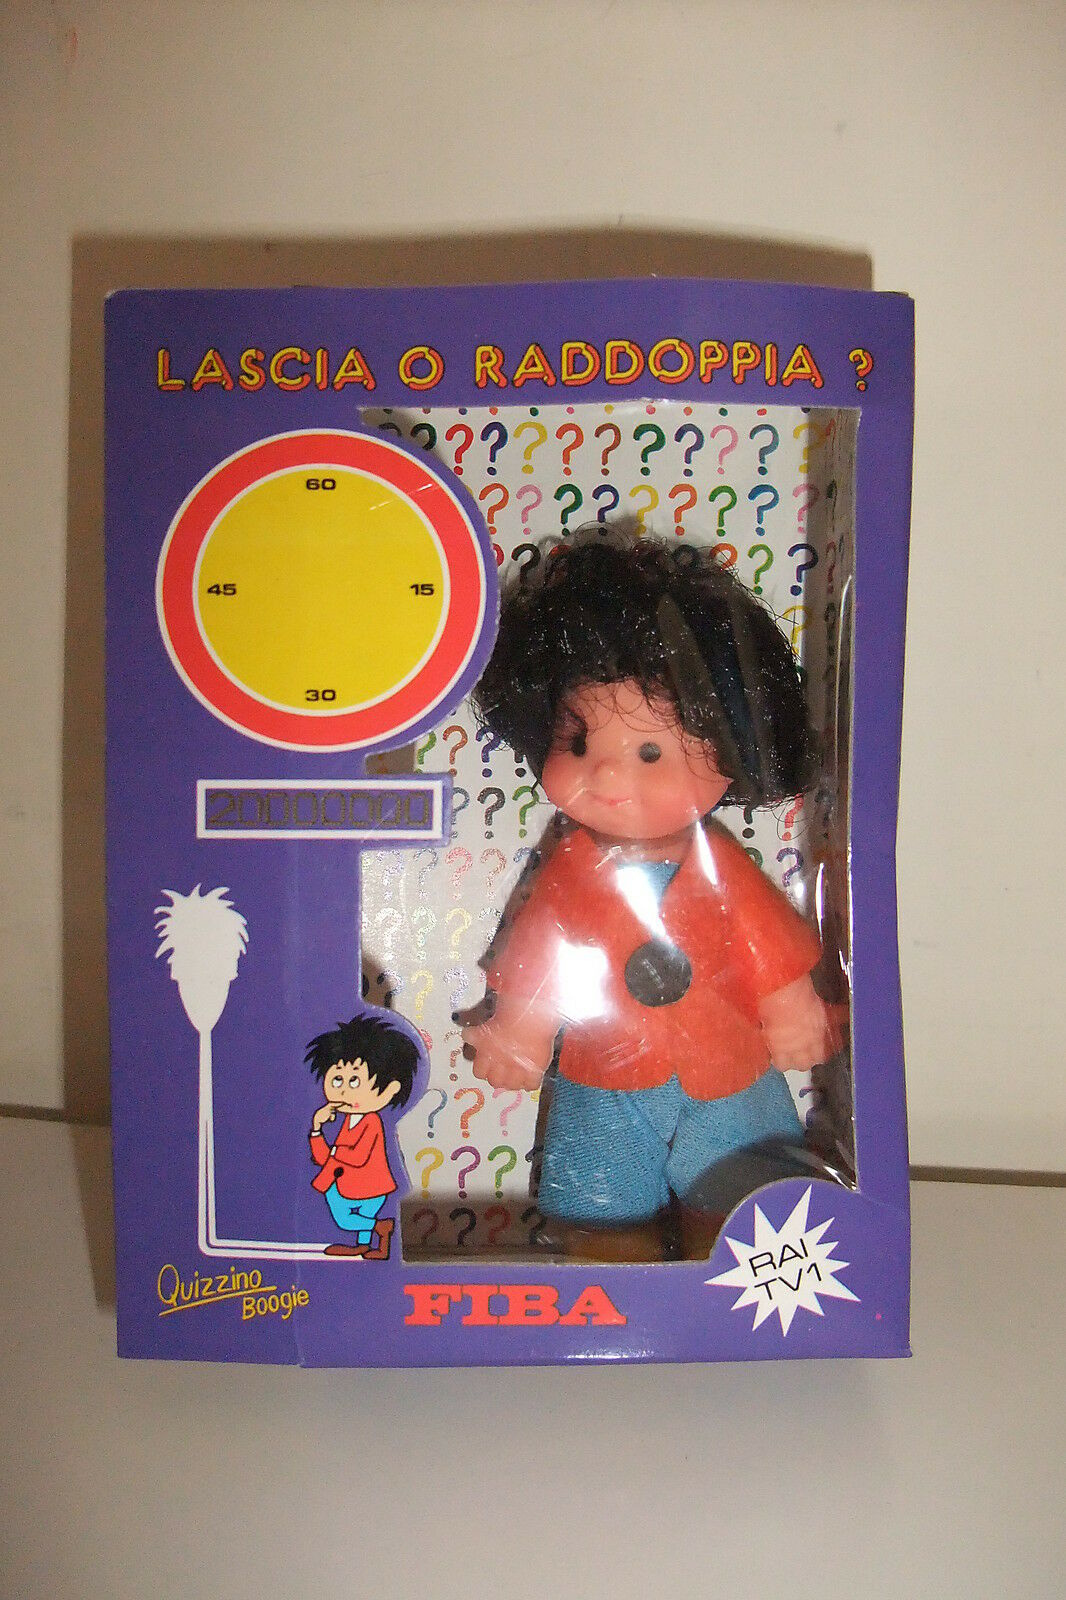 LASCIA O RADDOPPIA ?
60
45 15
30
20000000
Quizzino
Boogie
FIBA
RAI
TV1